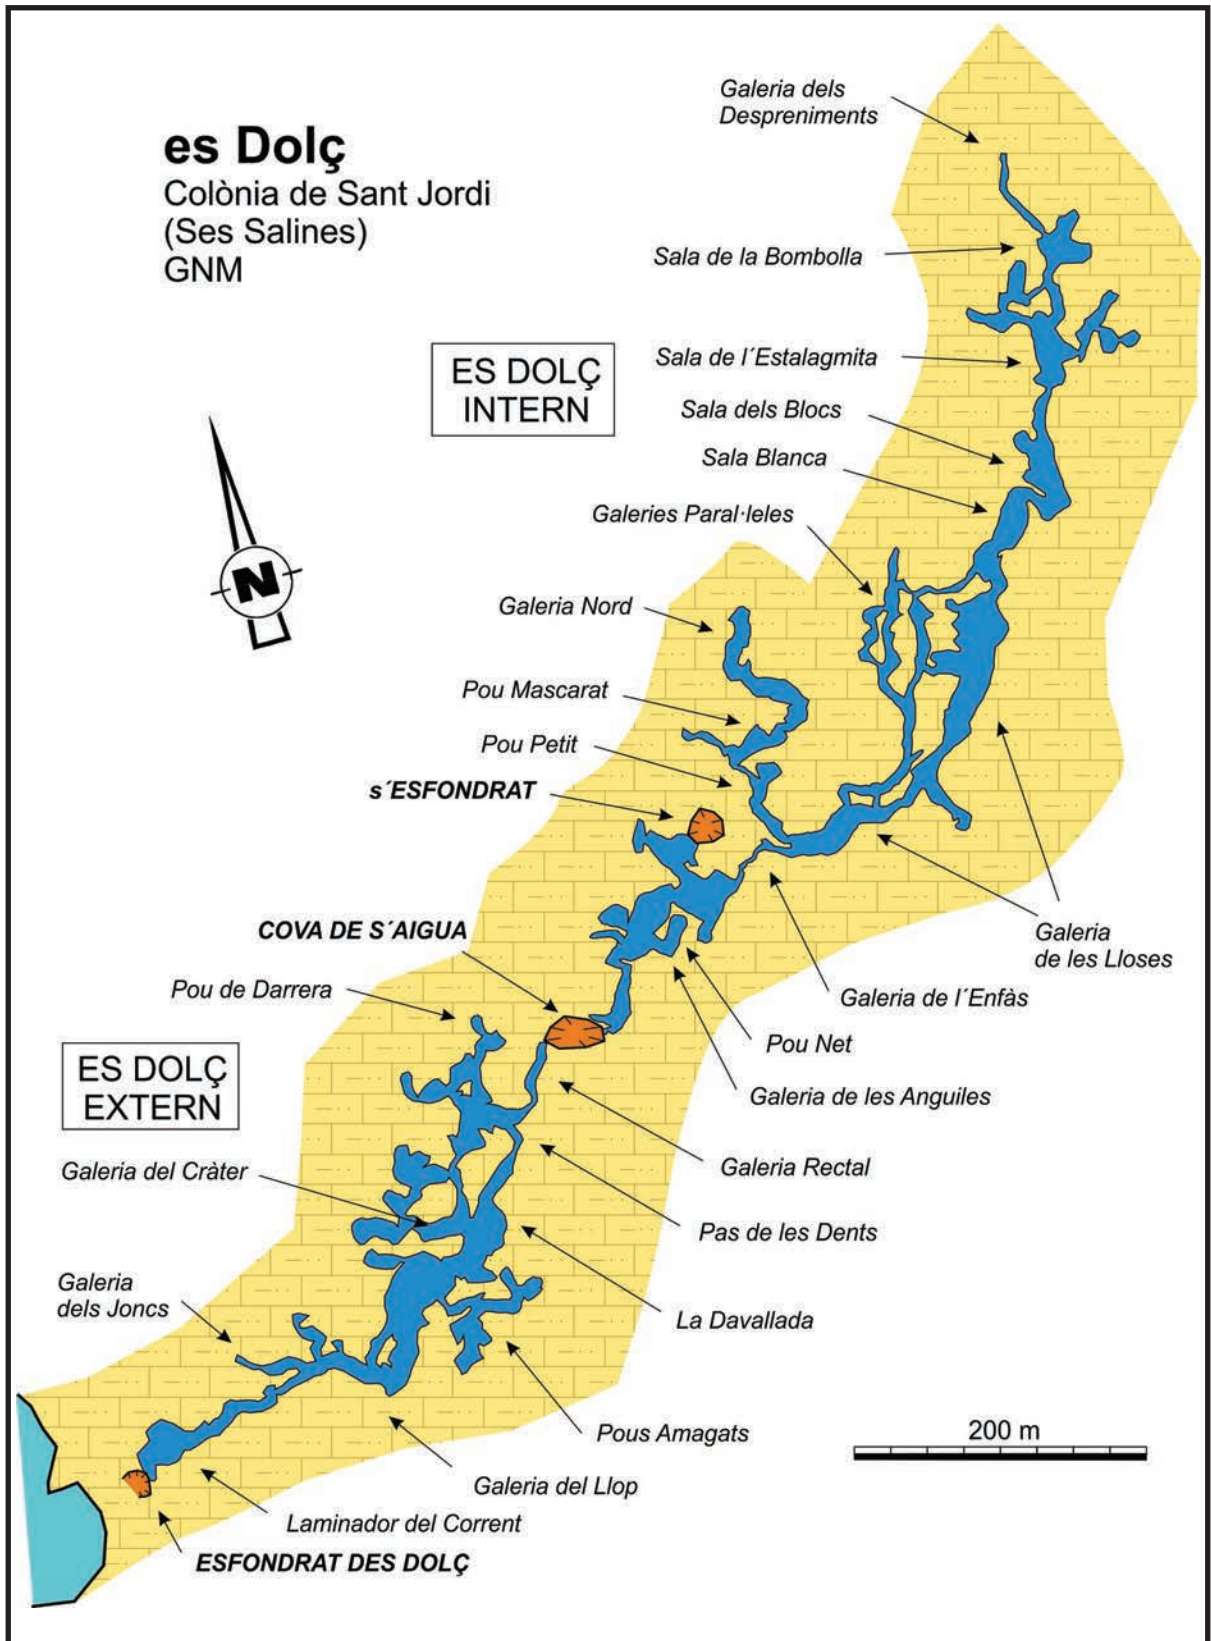 es Dolç
Colònia de Sant Jordi
(Ses Salines)
GNM
Galeria dels
Despreniments
Sala de la Bombolla
ES DOLÇ
INTERN
Sala de l´Estalagmita
Sala dels Blocs
Sala Blanca
Galeries Paral·leles
N
Galeria Nord
Pou Mascarat
Pou Petit
s´ESFONDRAT
COVA DE S´AIGUA
Galeria
de les Lloses
Pou de Darrera
Galeria de l´Enfàs
Pou Net
ES DOLÇ
EXTERN
Galeria de les Anguiles
Galeria del Cràter
Galeria Rectal
Pas de les Dents
Galeria
dels Joncs
La Davallada
Pous Amagats
200 m
Galeria del Llop
Laminador del Corrent
ESFONDRAT DES DOLÇ